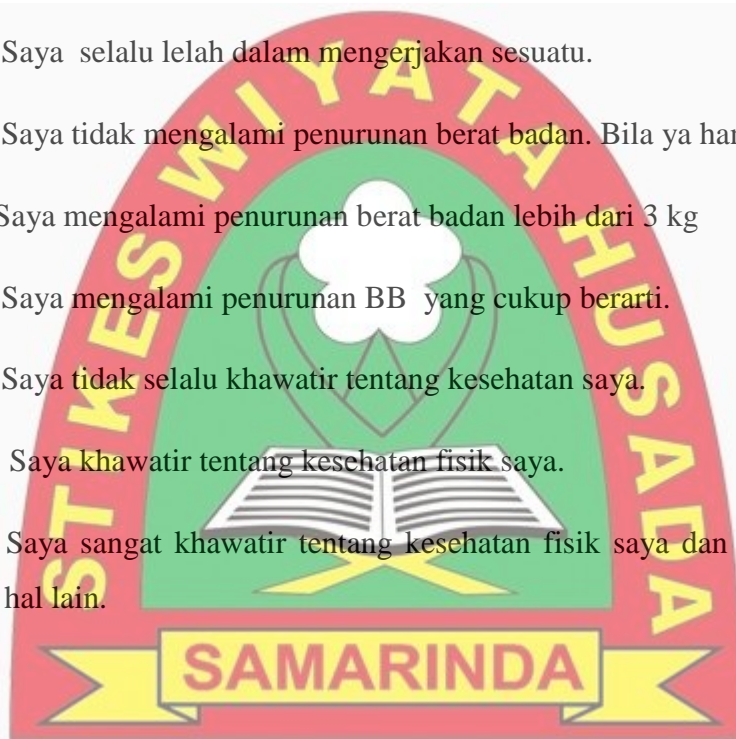 Saya selalu lelah dalam mengerjakan sesuatu.
Saya tidak mengalami penurunan berat badan. Bila ya har
Saya mengalami penurunan berat badan lebih dari 3 kg
Saya mengalami penurunan BB yang cukup berarti.
Saya tidak selalu khawatir tentang kesehatan saya.
Saya khawatir tentang kesehatan fisik saya.
Saya sangat khawatir tentang kesehatan fisik saya dan
hal lain.
STIKES WIYATA HUSADA
SAMARINDA